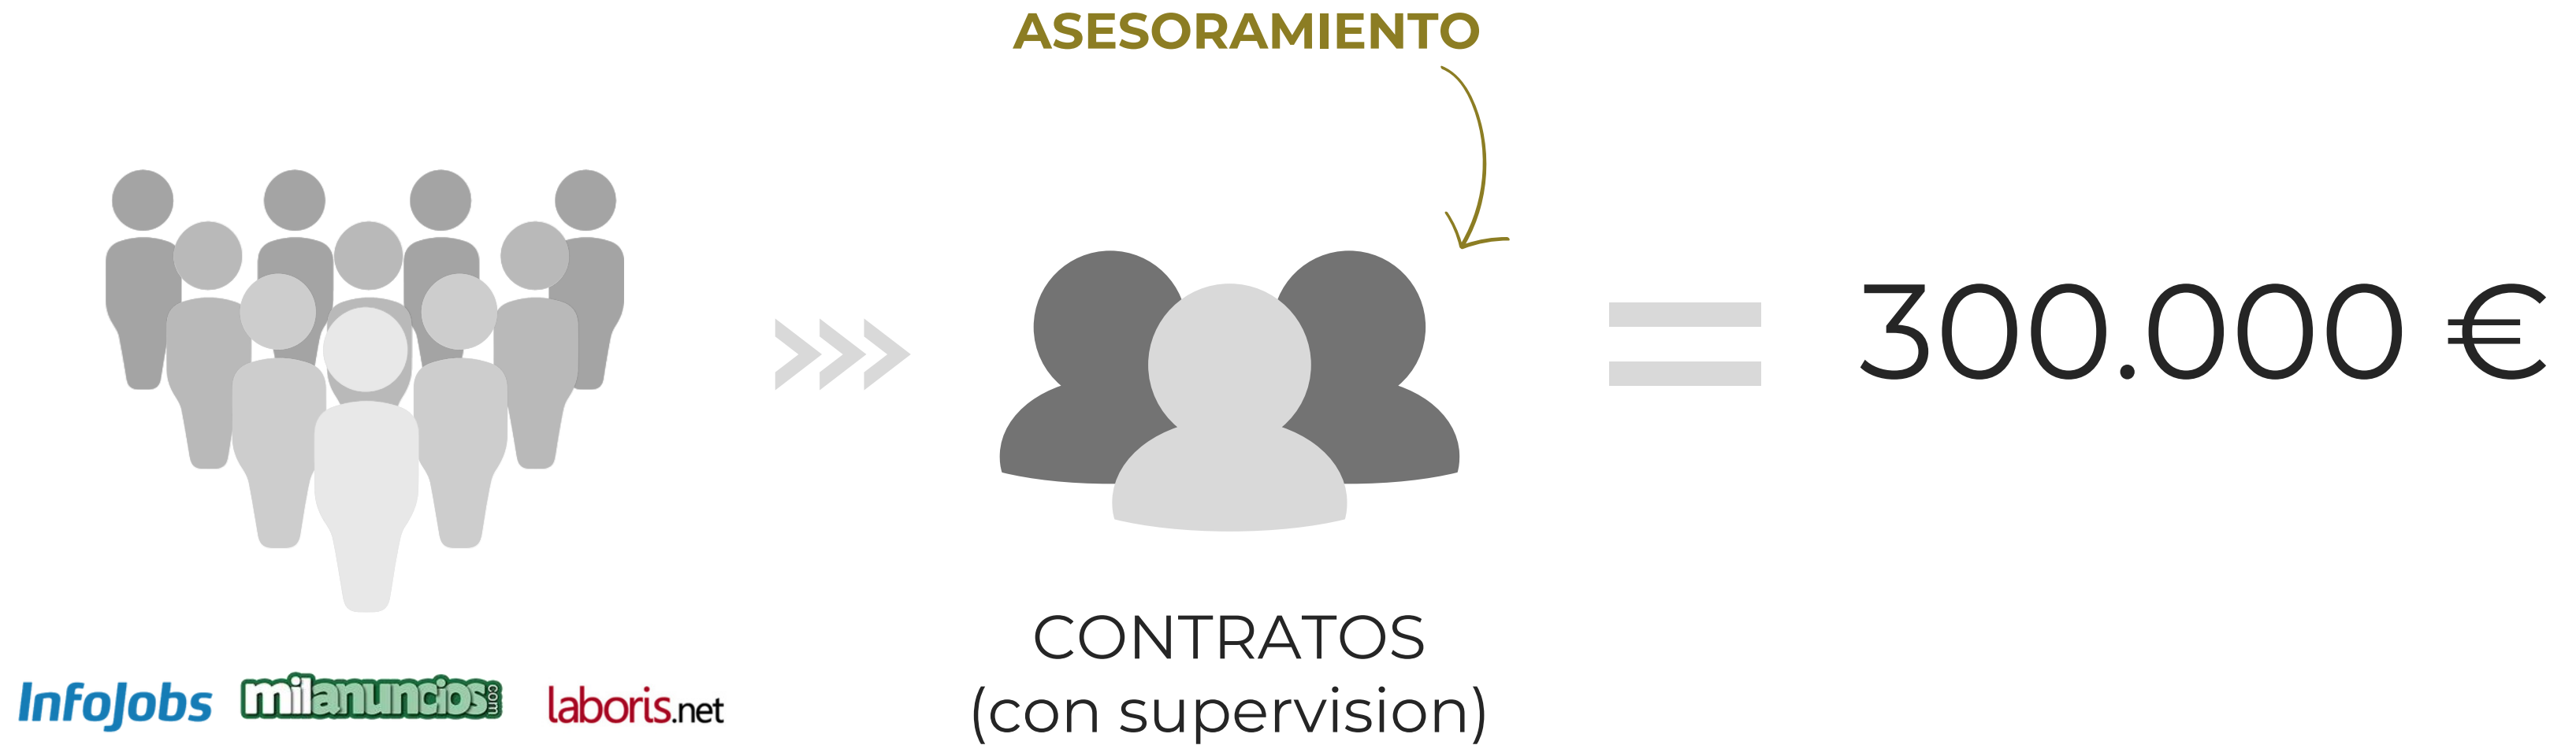 ASESORAMIENTO
300.000 €
CONTRATOS
(con supervision)
InfoJobs milanuncios.com laboris.net